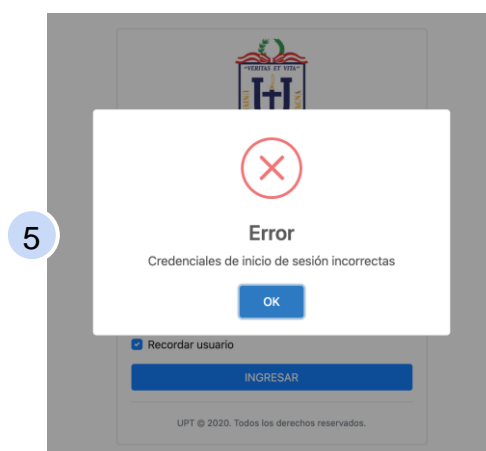 "VERITAS ET VITA"
5
Error
Credenciales de inicio de sesión incorrectas
OK
Recordar usuario
INGRESAR
UPT © 2020. Todos los derechos reservados.